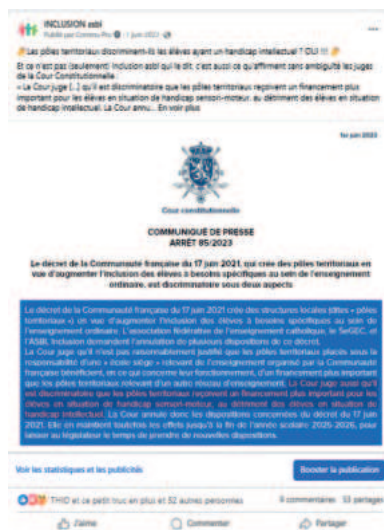 INCLUSION asbl
Publié par Commu Pro · 1 juin 2023
Les pôles territoriaux discriminent-ils les élèves ayant un handicap intellectuel ? OUI !!!
Et ce n'est pas (seulement) Inclusion asbl qui le dit, c'est aussi ce qu'affirment sans ambiguïté les juges
de la Cour Constitutionnelle :
« La Cour juge [...] qu'il est discriminatoire que les pôles territoriaux reçoivent un financement plus
important pour les élèves en situation de handicap sensori-moteur, au détriment des élèves en situation
de handicap intellectuel. La Cour annu... En voir plus
1er juin 2023
Cour constitutionnelle
COMMUNIQUÉ DE PRESSE
ARRÊT 85/2023
Le décret de la Communauté française du 17 juin 2021, qui crée des pôles territoriaux en
vue d'augmenter l'inclusion des élèves à besoins spécifiques au sein de l'enseignement
ordinaire, est discriminatoire sous deux aspects
Le décret de la Communauté française du 17 juin 2021 crée des structures locales (dites « pôles
territoriaux ») en vue d'augmenter l'inclusion des élèves à besoins spécifiques au sein de
l'enseignement ordinaire. L'association fédérative de l'enseignement catholique, le SeGEC, et
l'ASBL Inclusion demandent l'annulation de plusieurs dispositions de ce décret.
La Cour juge qu'il n'est pas raisonnablement justifié que les pôles territoriaux placés sous la
responsabilité d'une « école siège » relevant de l'enseignement organisé par la Communauté
française bénéficient, en ce qui concerne leur fonctionnement, d'un financement plus important
que les pôles territoriaux relevant d'un autre réseau d'enseignement. La Cour juge aussi qu'il
est discriminatoire que les pôles territoriaux reçoivent un financement plus important pour les
élèves en situation de handicap sensori-moteur, au détriment des élèves en situation de
handicap intellectuel. La Cour annule donc les dispositions concernées du décret du 17 juin
2021. Elle en maintient toutefois les effets jusqu'à la fin de l'année scolaire 2025-2026, pour
laisser au législateur le temps de prendre de nouvelles dispositions.
Voir les statistiques et les publicités
Booster la publication
THID et ce petit truc en plus et 52 autres personnes
9 commentaires 53 partages
J'aime
Commenter
Partager